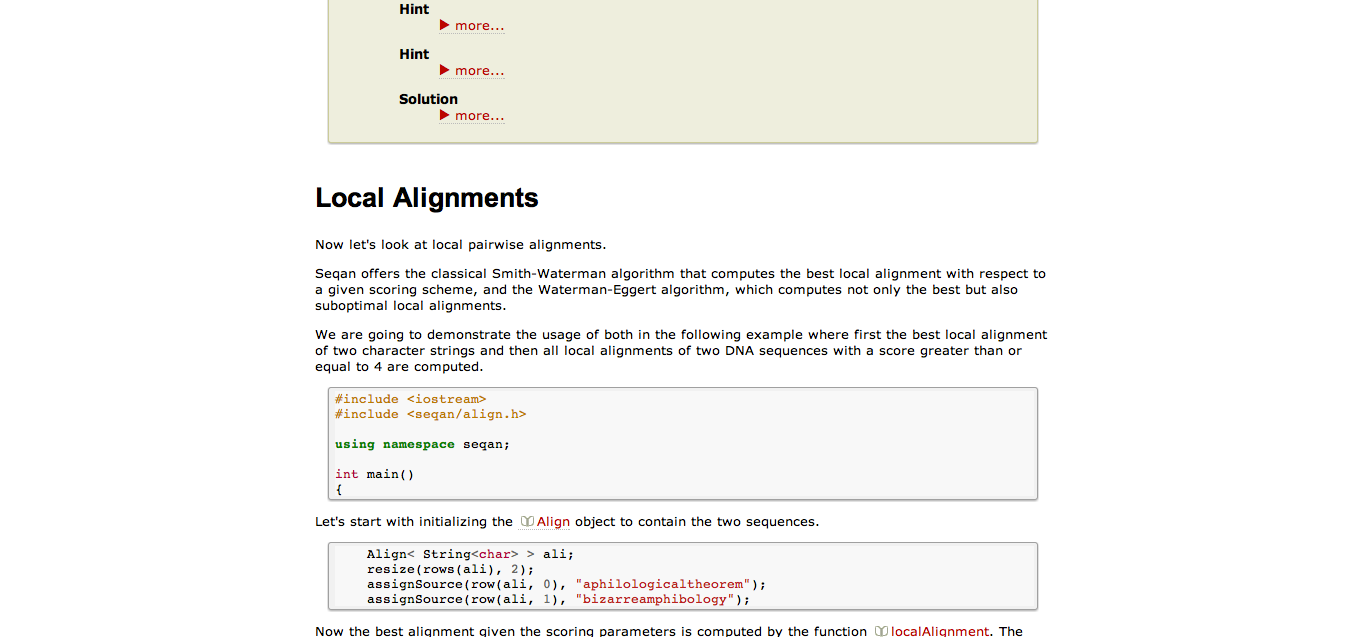 Hint
▶ more...
Hint
▶ more...
Solution
▶ more...
Local Alignments
Now let's look at local pairwise alignments.
Seqan offers the classical Smith-Waterman algorithm that computes the best local alignment with respect to
a given scoring scheme, and the Waterman-Eggert algorithm, which computes not only the best but also
suboptimal local alignments.
We are going to demonstrate the usage of both in the following example where first the best local alignment
of two character strings and then all local alignments of two DNA sequences with a score greater than or
equal to 4 are computed.
#include <iostream>
#include <seqan/align.h>
using namespace seqan;
int main()
{
Let's start with initializing the Align object to contain the two sequences.
Align< String<char> > ali;
resize(rows(ali), 2);
assignSource(row(ali, 0), "aphilologicaltheorem");
assignSource(row(ali, 1), "bizarreamphibology");
Now the best alignment given the scoring parameters is computed by the function localAlignment. The